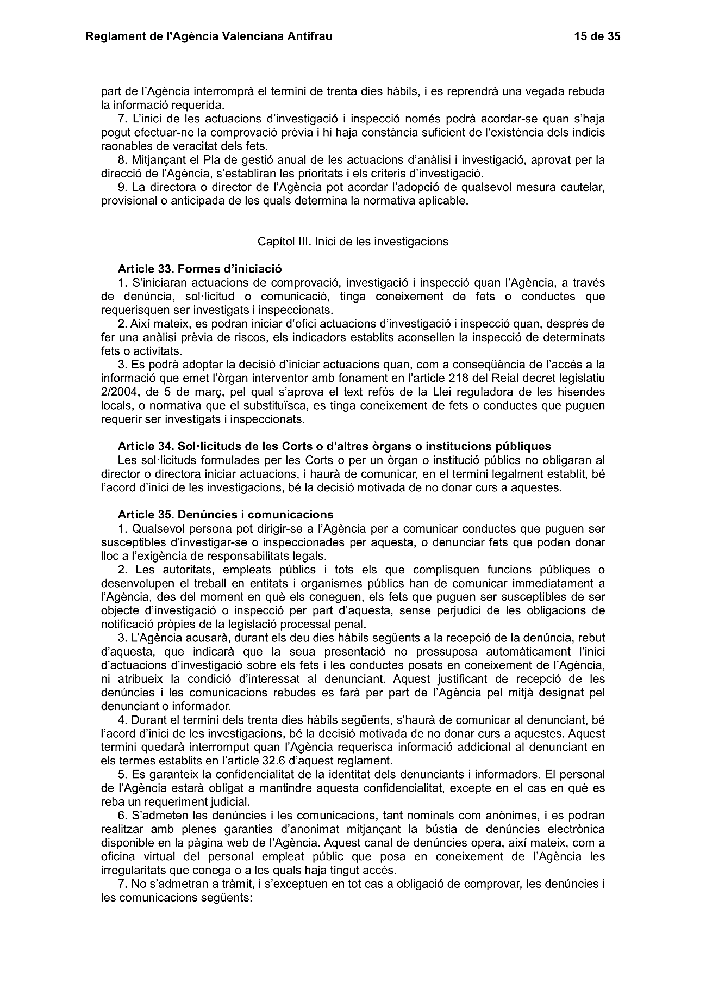 Reglament de l'Agència Valenciana Antifrau 15 de 35
part de l’Agència interromprà el termini de trenta dies hàbils, i es reprendrà una vegada rebuda
la informació requerida.
7. L’inici de les actuacions d’investigació i inspecció només podrà acordar-se quan s’haja
pogut efectuar-ne la comprovació prèvia i hi haja constància suficient de l’existència dels indicis
raonables de veracitat dels fets.
8. Mitjançant el Pla de gestió anual de les actuacions d’anàlisi i investigació, aprovat per la
direcció de l’Agència, s’establiran les prioritats i els criteris d’investigació.
9. La directora o director de l’Agència pot acordar l’adopció de qualsevol mesura cautelar,
provisional o anticipada de les quals determina la normativa aplicable.
Capítol III. Inici de les investigacions
Article 33. Formes d’iniciació
1. S’iniciaran actuacions de comprovació, investigació i inspecció quan l’Agència, a través
de denúncia, sol·licitud o comunicació, tinga coneixement de fets o conductes que
requerisquen ser investigats i inspeccionats.
2. Així mateix, es podran iniciar d’ofici actuacions d’investigació i inspecció quan, després de
fer una anàlisi prèvia de riscos, els indicadors establits aconsellen la inspecció de determinats
fets o activitats.
3. Es podrà adoptar la decisió d’iniciar actuacions quan, com a conseqüència de l’accés a la
informació que emet l’òrgan interventor amb fonament en l’article 218 del Reial decret legislatiu
2/2004, de 5 de març, pel qual s’aprova el text refós de la Llei reguladora de les hisendes
locals, o normativa que el substituïsca, es tinga coneixement de fets o conductes que puguen
requerir ser investigats i inspeccionats.
Article 34. Sol·licituds de les Corts o d’altres òrgans o institucions públiques
Les sol·licituds formulades per les Corts o per un òrgan o institució públics no obligaran al
director o directora iniciar actuacions, i haurà de comunicar, en el termini legalment establit, bé
l’acord d’inici de les investigacions, bé la decisió motivada de no donar curs a aquestes.
Article 35. Denúncies i comunicacions
1. Qualsevol persona pot dirigir-se a l’Agència per a comunicar conductes que puguen ser
susceptibles d’investigar-se o inspeccionades per aquesta, o denunciar fets que poden donar
lloc a l’exigència de responsabilitats legals.
2. Les autoritats, empleats públics i tots els que complisquen funcions públiques o
desenvolupen el treball en entitats i organismes públics han de comunicar immediatament a
l’Agència, des del moment en què els coneguen, els fets que puguen ser susceptibles de ser
objecte d’investigació o inspecció per part d’aquesta, sense perjudici de les obligacions de
notificació pròpies de la legislació processal penal.
3. L’Agència acusarà, durant els deu dies hàbils següents a la recepció de la denúncia, rebut
d’aquesta, que indicarà que la seua presentació no pressuposa automàticament l’inici
d’actuacions d’investigació sobre els fets i les conductes posats en coneixement de l’Agència,
ni atribueix la condició d’interessat al denunciant. Aquest justificant de recepció de les
denúncies i les comunicacions rebudes es farà per part de l’Agència pel mitjà designat pel
denunciant o informador.
4. Durant el termini dels trenta dies hàbils següents, s’haurà de comunicar al denunciant, bé
l’acord d’inici de les investigacions, bé la decisió motivada de no donar curs a aquestes. Aquest
termini quedarà interromput quan l’Agència requerisca informació addicional al denunciant en
els termes establits en l’article 32.6 d’aquest reglament.
5. Es garanteix la confidencialitat de la identitat dels denunciants i informadors. El personal
de l’Agència estarà obligat a mantindre aquesta confidencialitat, excepte en el cas en què es
reba un requeriment judicial.
6. S’admeten les denúncies i les comunicacions, tant nominals com anònimes, i es podran
realitzar amb plenes garanties d’anonimat mitjançant la bústia de denúncies electrònica
disponible en la pàgina web de l’Agència. Aquest canal de denúncies opera, així mateix, com a
oficina virtual del personal empleat públic que posa en coneixement de l’Agència les
irregularitats que conega o a les quals haja tingut accés.
7. No s’admetran a tràmit, i s’exceptuen en tot cas a obligació de comprovar, les denúncies i
les comunicacions següents: